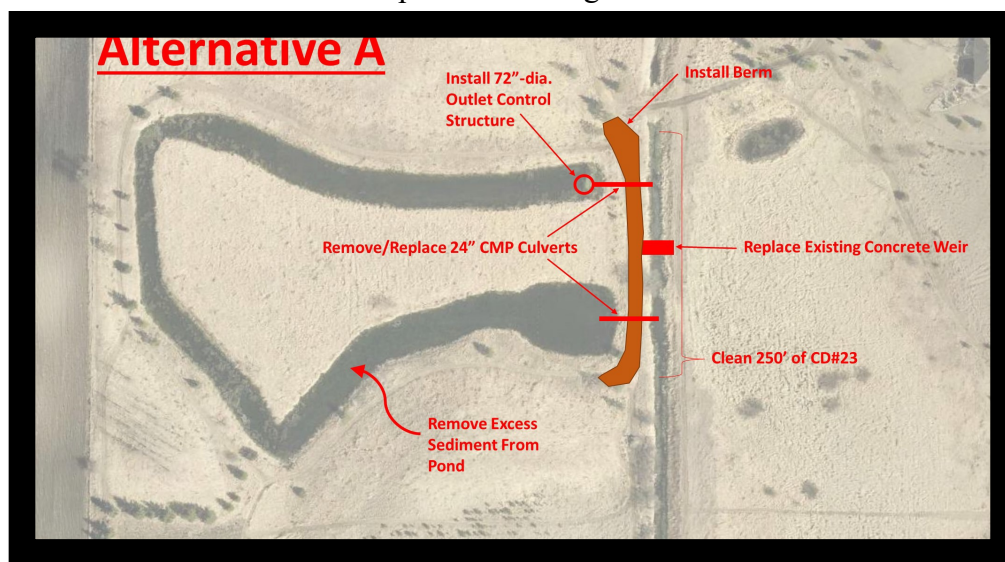 Alternative A
Install 72”-dia.
Outlet Control
Structure
Install Berm
Remove/Replace 24” CMP Culverts
Replace Existing Concrete Weir
Clean 250’ of CD#23
Remove Excess
Sediment From
Pond